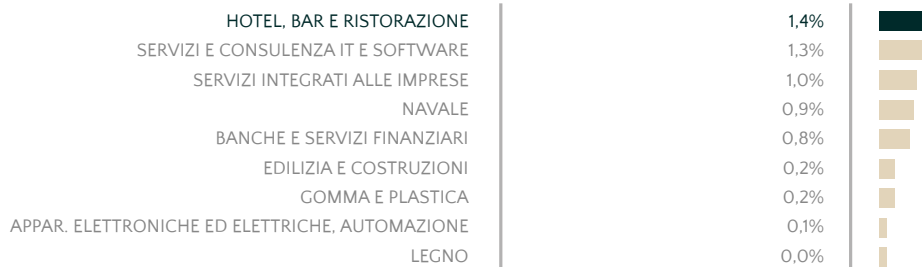 HOTEL, BAR E RISTORAZIONE 1,4%
SERVIZI E CONSULENZA IT E SOFTWARE 1,3%
SERVIZI INTEGRATI ALLE IMPRESE 1,0%
NAVALE 0,9%
BANCHE E SERVIZI FINANZIARI 0,8%
EDILIZIA E COSTRUZIONI 0,2%
GOMMA E PLASTICA 0,2%
APPAR. ELETTRONICHE ED ELETTRICHE, AUTOMAZIONE 0,1%
LEGNO 0,0%